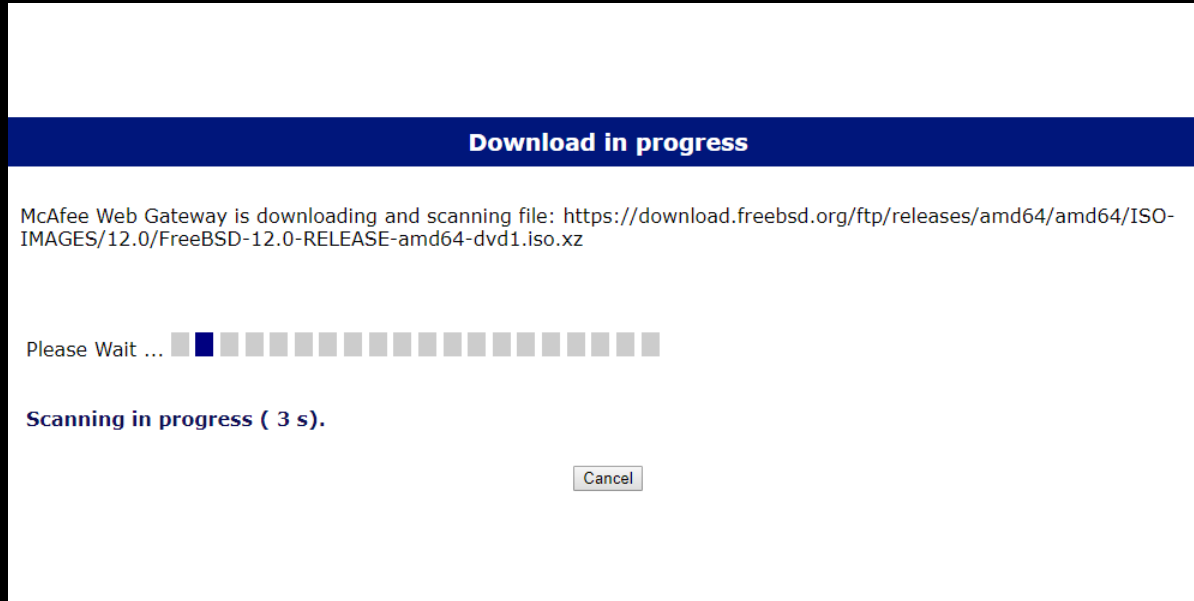 Download in progress
McAfee Web Gateway is downloading and scanning file: https://download.freebsd.org/ftp/releases/amd64/amd64/ISO-
IMAGES/12.0/FreeBSD-12.0-RELEASE-amd64-dvd1.iso.xz
Please Wait ...
Scanning in progress ( 3 s).
Cancel